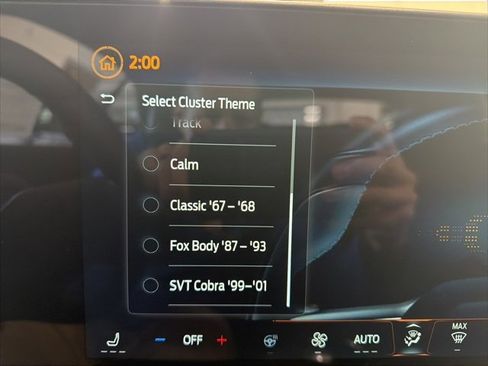 2:00
Select Cluster Theme
Track
Calm
Classic '67 – '68
Fox Body '87 – '93
SVT Cobra '99–'01
OFF AUTO MAX